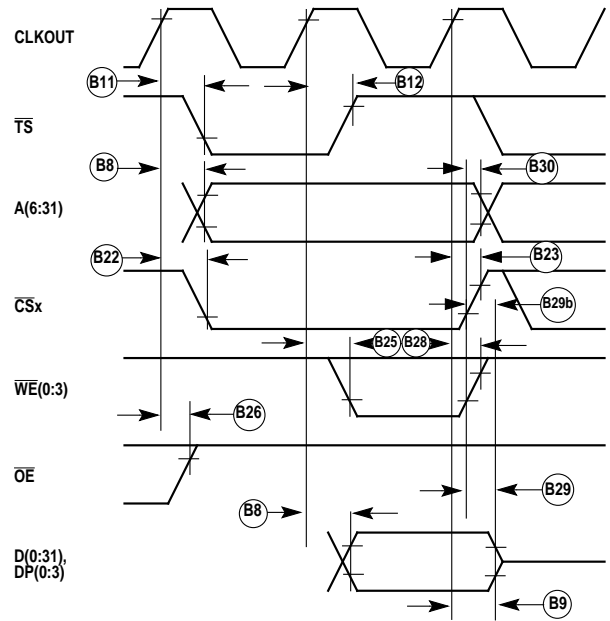 CLKOUT
B11
B12
TS
B8
B30
A(6:31)
B22
B23
CSx
B29b
B25
B28
WE(0:3)
B26
OE
B29
B8
D(0:31),
DP(0:3)
B9